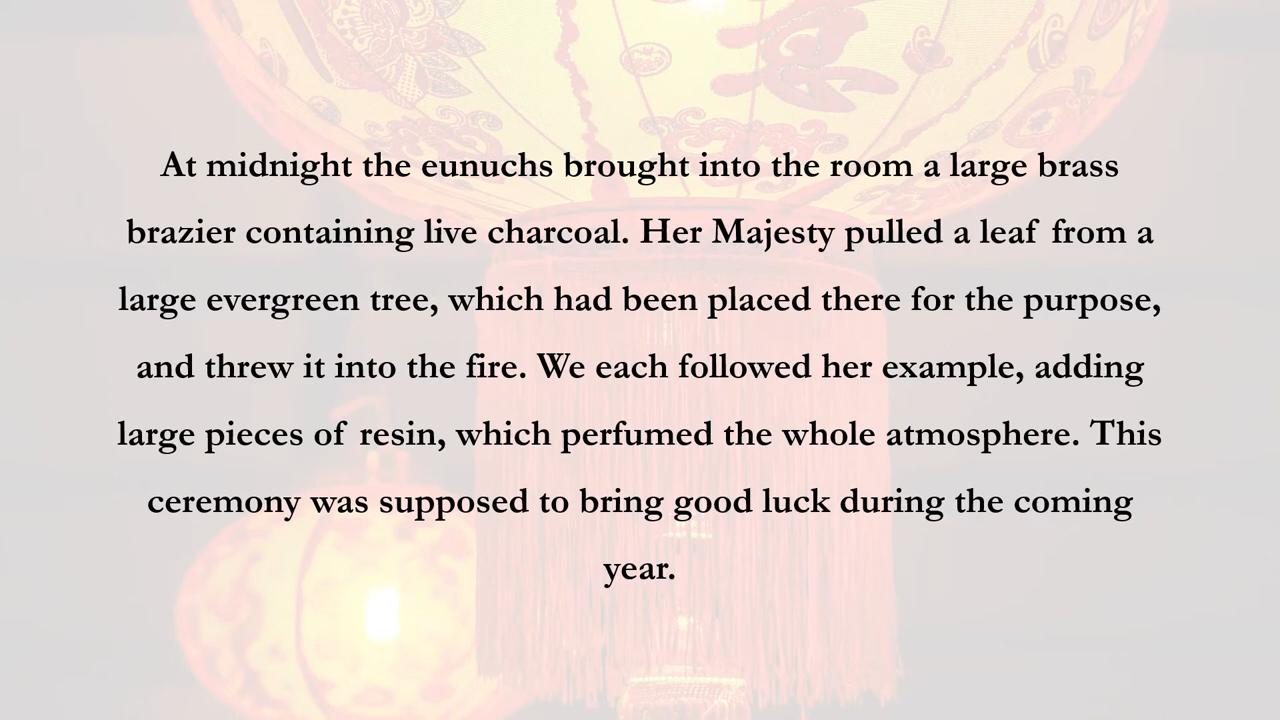 At midnight the eunuchs brought into the room a large brass
brazier containing live charcoal. Her Majesty pulled a leaf from a
large evergreen tree, which had been placed there for the purpose,
and threw it into the fire. We each followed her example, adding
large pieces of resin, which perfumed the whole atmosphere. This
ceremony was supposed to bring good luck during the coming
year.